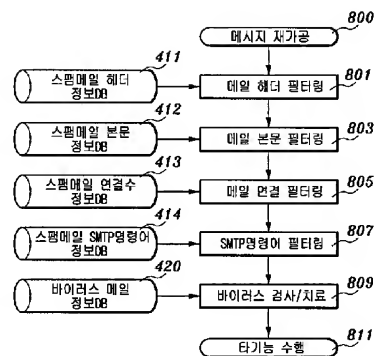 800
메시지 재가공
411
스팸메일 헤더
정보DB
801
메일 헤더 필터링
412
스팸메일 본문
정보DB
803
메일 본문 필터링
413
스팸메일 연결수
정보DB
805
메일 연결 필터링
414
스팸메일 SMTP명령어
정보DB
807
SMTP명령어 필터링
420
바이러스 메일
정보DB
809
바이러스 검사/치료
811
타기능 수행